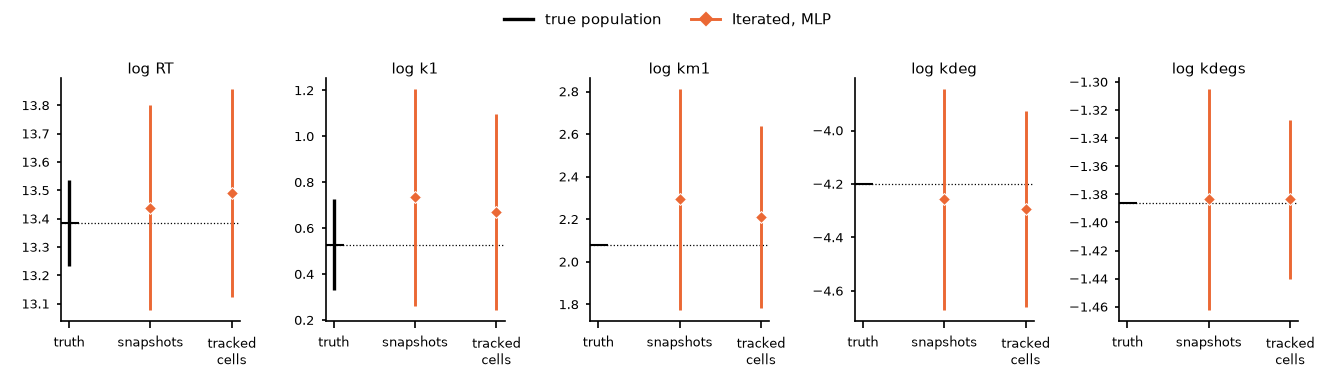 true population
Iterated, MLP
log RT
13.8
13.7
13.6
13.5
13.4
13.3
13.2
13.1
truth
snapshots
tracked
cells
log k1
1.2
1.0
0.8
0.6
0.4
0.2
truth
snapshots
tracked
cells
log km1
2.8
2.6
2.4
2.2
2.0
1.8
truth
snapshots
tracked
cells
log kdeg
−4.0
−4.2
−4.4
−4.6
truth
snapshots
tracked
cells
log kdegs
−1.30
−1.32
−1.34
−1.36
−1.38
−1.40
−1.42
−1.44
−1.46
truth
snapshots
tracked
cells